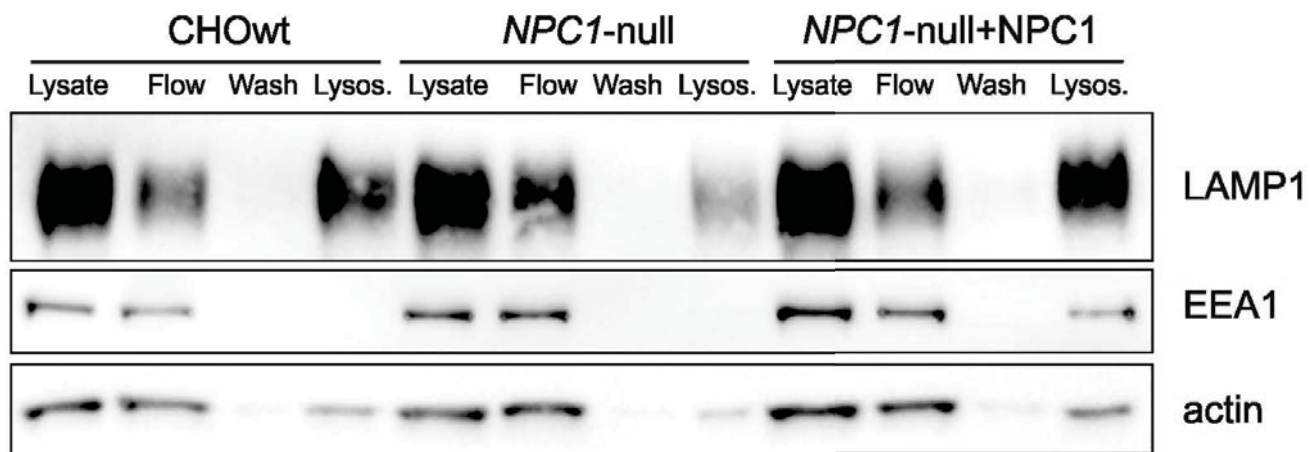 CHOwt NPC1-null NPC1-null+NPC1
Lysate Flow Wash Lysos. Lysate Flow Wash Lysos. Lysate Flow Wash Lysos.
LAMP1
EEA1
actin